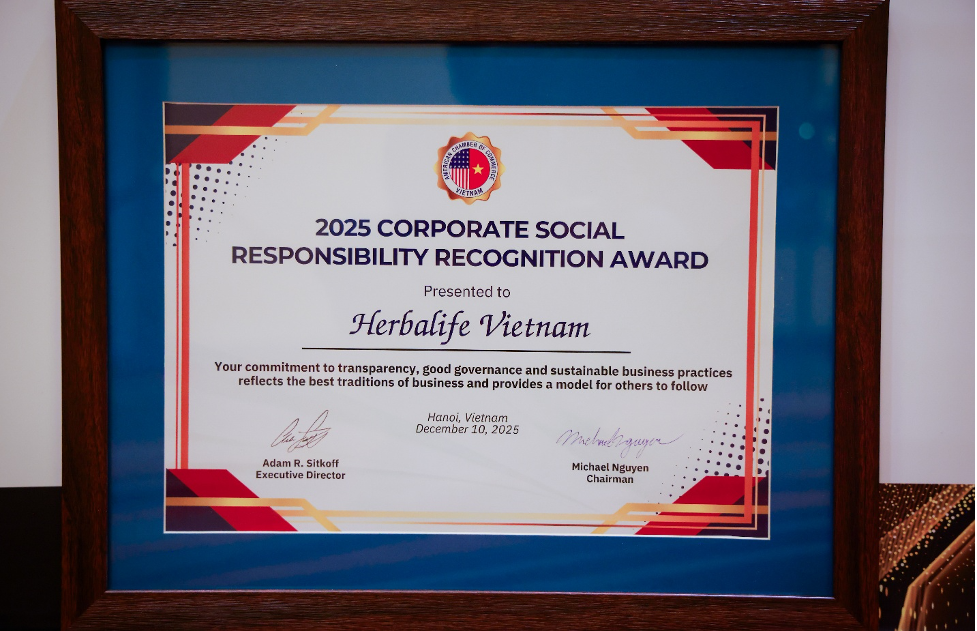 AMERICAN CHAMBER OF COMMERCE
VIETNAM
2025 CORPORATE SOCIAL
RESPONSIBILITY RECOGNITION AWARD
Presented to
Herbalife Vietnam
Your commitment to transparency, good governance and sustainable business practices
reflects the best traditions of business and provides a model for others to follow
Hanoi, Vietnam
December 10, 2025
Michael Nguyen
Adam R. Sitkoff
Executive Director
Michael Nguyen
Chairman